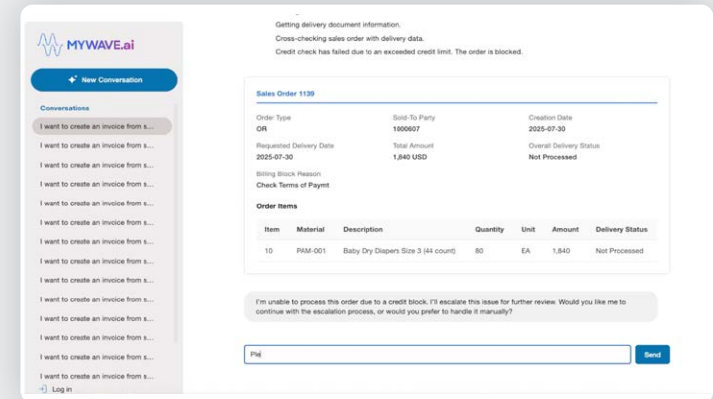 MYWAVE.ai
New Conversation
Conversations
I want to create an invoice from s...
I want to create an invoice from s...
I want to create an invoice from s...
I want to create an invoice from s...
I want to create an invoice from s...
I want to create an invoice from s...
I want to create an invoice from s...
I want to create an invoice from s...
I want to create an invoice from s...
I want to create an invoice from s...
I want to create an invoice from s...
I want to create an invoice from s...
I want to create an invoice from s...
I want to create an invoice from s...
Log in
Getting delivery document information.
Cross-checking sales order with delivery data.
Credit check has failed due to an exceeded credit limit. The order is blocked.
Sales Order 1139
Order Type Sold-To Party Creation Date
OR 1000607 2025-07-30
Requested Delivery Date Total Amount Overall Delivery Status
2025-07-30 1,840 USD Not Processed
Billing Block Reason
Check Terms of Paymt
Order Items
Item Material Description Quantity Unit Amount Delivery Status
10 PAM-001 Baby Dry Diapers Size 3 (44 count) 80 EA 1,840 Not Processed
I'm unable to process this order due to a credit block. I'll escalate this issue for further review. Would you like me to
continue with the escalation process, or would you prefer to handle it manually?
Ple
Send